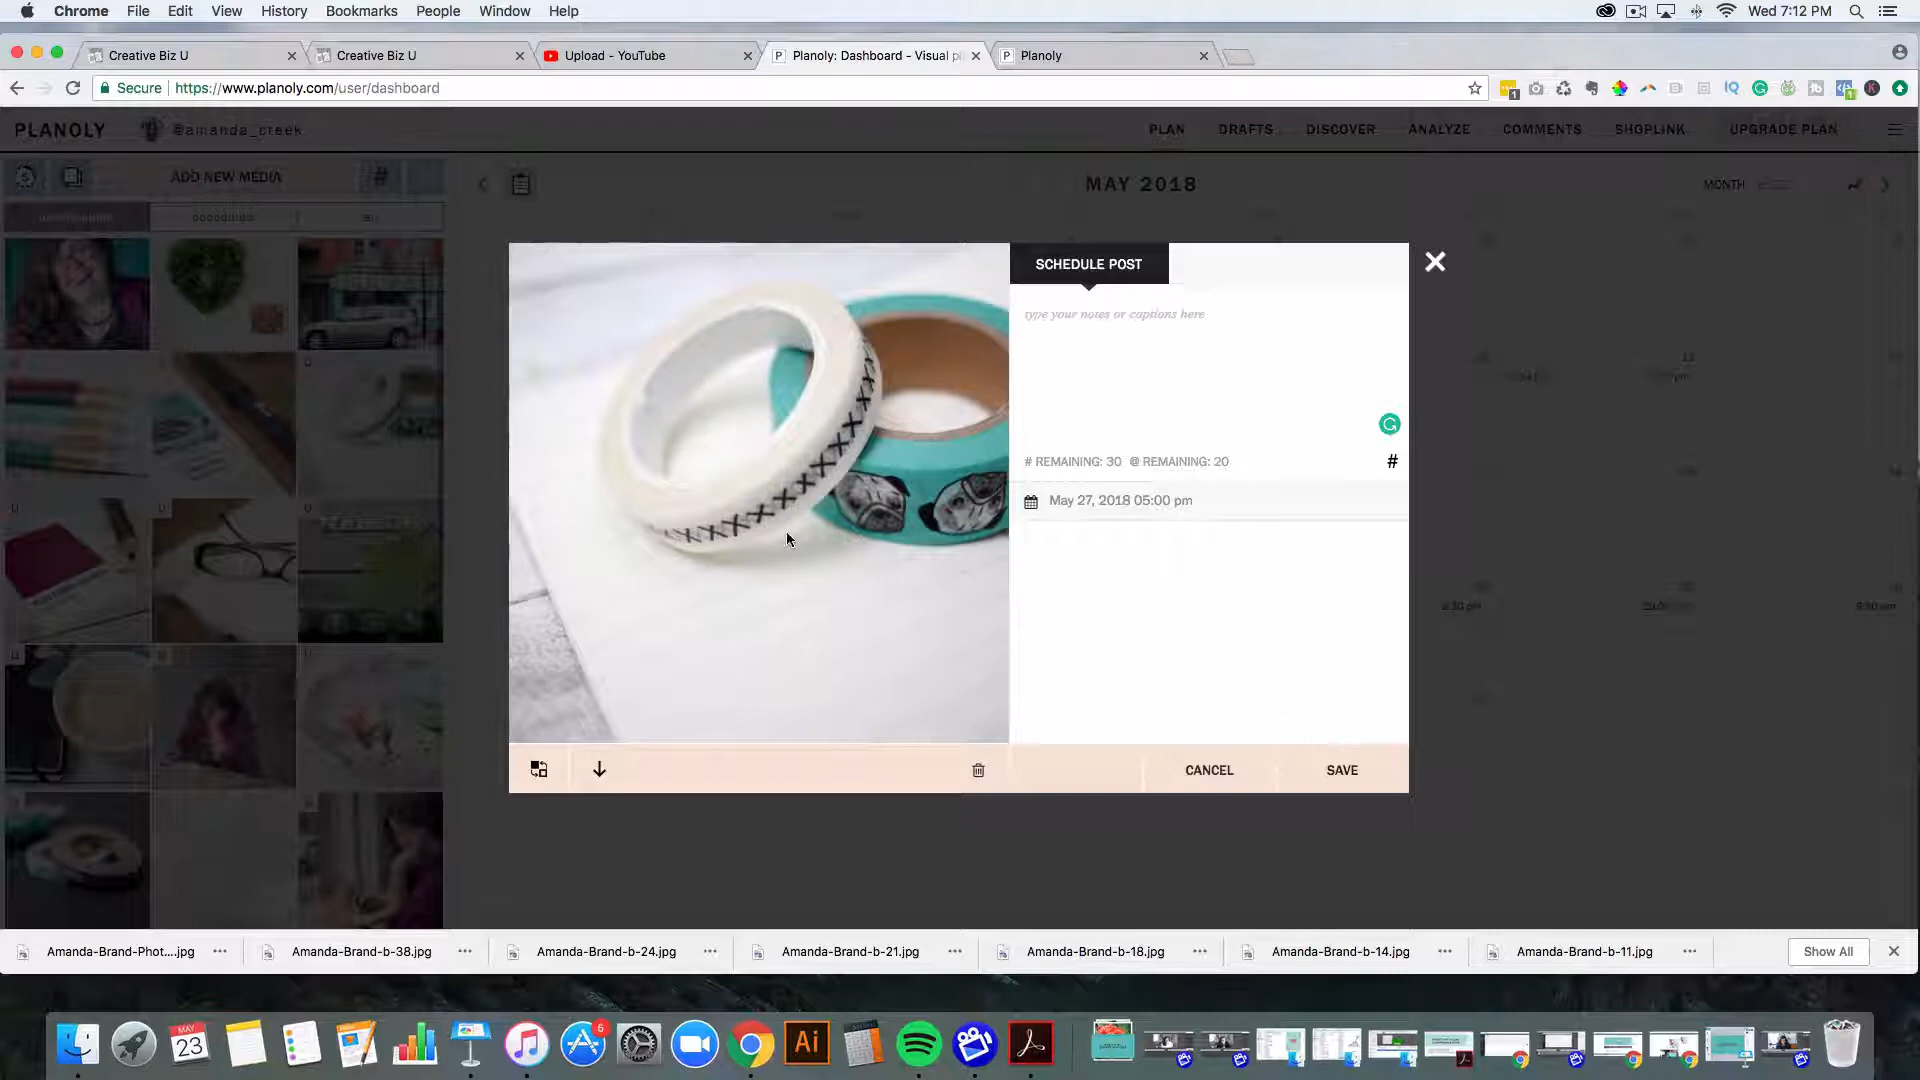 Chrome File Edit View History Bookmarks People Window Help
Wed 7:12 PM
Creative Biz U
Creative Biz U
Upload - YouTube
Planoly: Dashboard - Visual pl
Planoly
Secure https://www.planoly.com/user/dashboard
PLANOLY @amanda_creek
PLAN DRAFTS DISCOVER ANALYZE COMMENTS SHOPLINK UPGRADE PLAN
ADD NEW MEDIA #
MAY 2018
MONTH
SCHEDULE POST
type your notes or captions here
# REMAINING: 30 @ REMAINING: 20
#
May 27, 2018 05:00 pm
CANCEL SAVE
Amanda-Brand-Phot....jpg
Amanda-Brand-b-38.jpg
Amanda-Brand-b-24.jpg
Amanda-Brand-b-21.jpg
Amanda-Brand-b-18.jpg
Amanda-Brand-b-14.jpg
Amanda-Brand-b-11.jpg
Show All
MAY
23
6
Ai